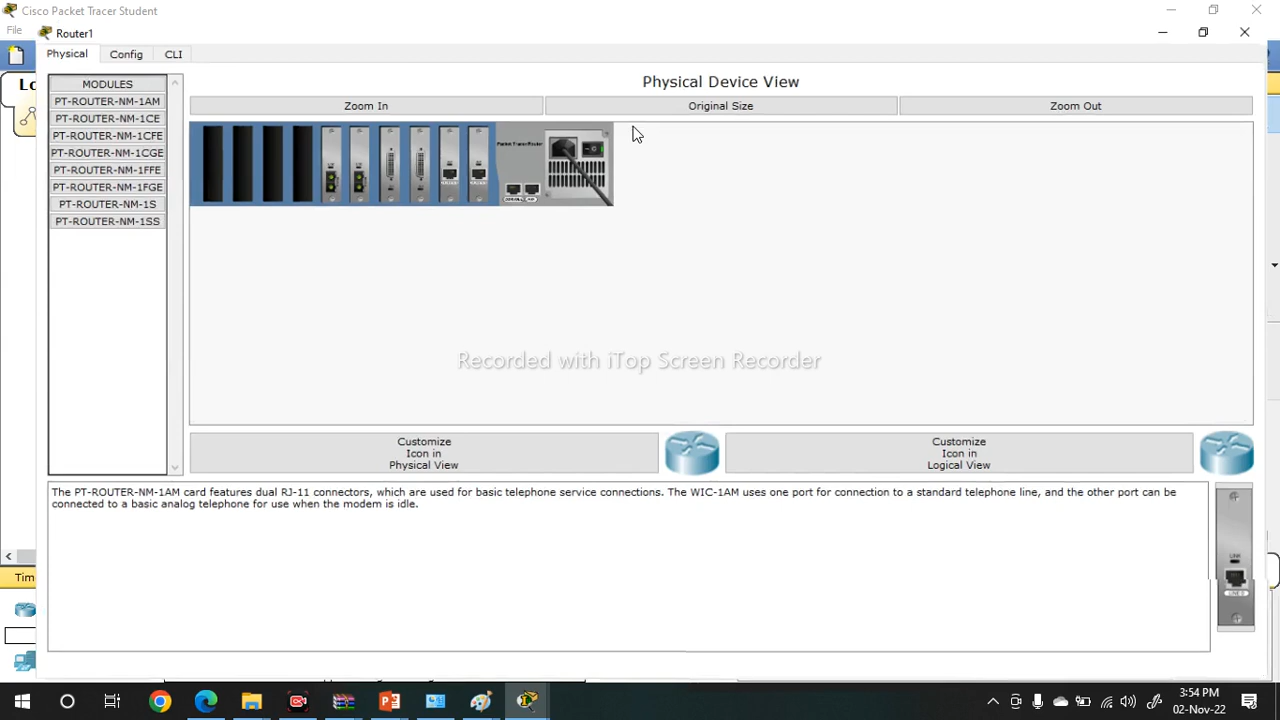 Cisco Packet Tracer Student
File
Router1
Physical
Config
CLI
Lo
MODULES
PT-ROUTER-NM-1AM
PT-ROUTER-NM-1CE
PT-ROUTER-NM-1CFE
PT-ROUTER-NM-1CGE
PT-ROUTER-NM-1FFE
PT-ROUTER-NM-1FGE
PT-ROUTER-NM-1S
PT-ROUTER-NM-1SS
Physical Device View
Zoom In
Original Size
Zoom Out
Recorded with iTop Screen Recorder
Customize
Icon in
Physical View
Customize
Icon in
Logical View
The PT-ROUTER-NM-1AM card features dual RJ-11 connectors, which are used for basic telephone service connections. The WIC-1AM uses one port for connection to a standard telephone line, and the other port can be
connected to a basic analog telephone for use when the modem is idle.
LINK
Tim
3:54 PM
02-Nov-22